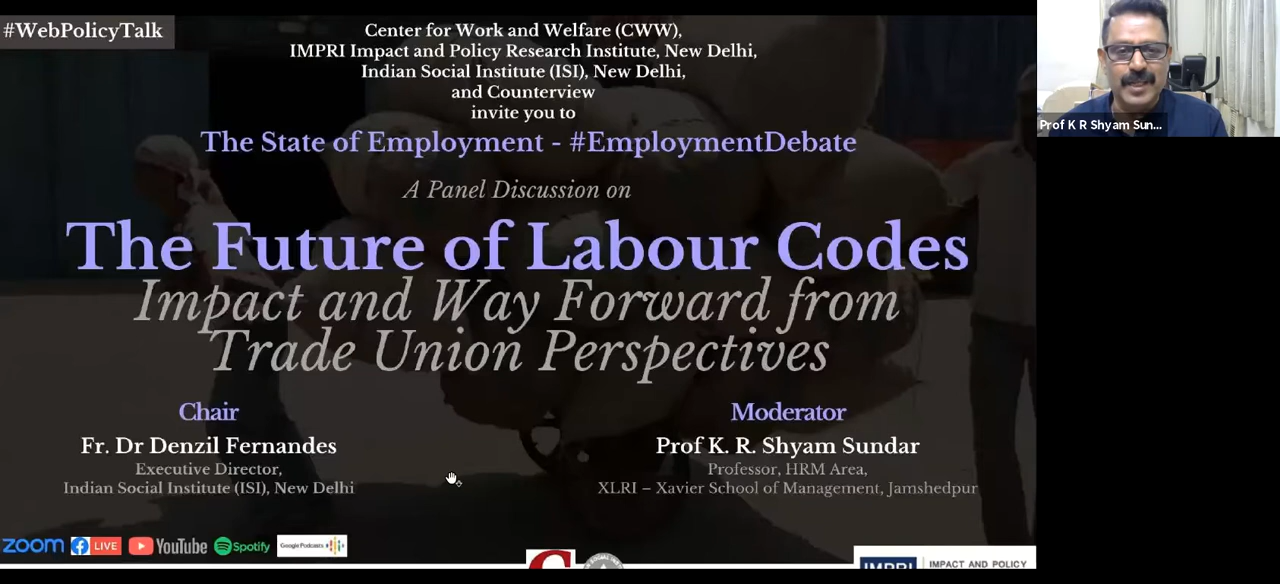 #WebPolicyTalk
Center for Work and Welfare (CWW),
IMPRI Impact and Policy Research Institute, New Delhi,
Indian Social Institute (ISI), New Delhi,
and Counterview
invite you to
The State of Employment - #EmploymentDebate
A Panel Discussion on
The Future of Labour Codes
Impact and Way Forward from
Trade Union Perspectives
Chair
Fr. Dr Denzil Fernandes
Executive Director,
Indian Social Institute (ISI), New Delhi
Moderator
Prof K. R. Shyam Sundar
Professor, HRM Area,
XLRI – Xavier School of Management, Jamshedpur
zoom LIVE YouTube Spotify Google Podcasts
IMPRI IMPACT AND POLICY
Prof K R Shyam Sun...